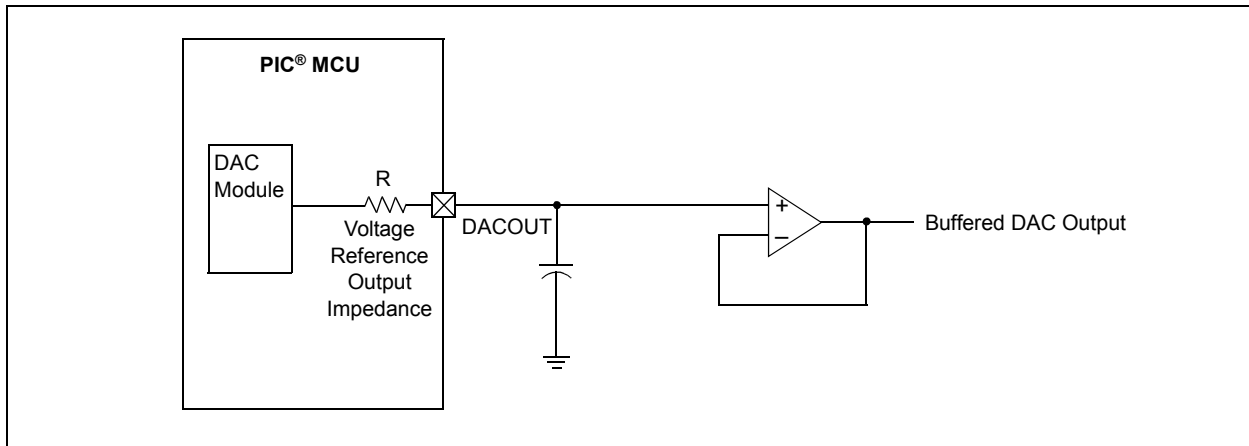 PIC® MCU
DAC
Module
R
Voltage
Reference
Output
Impedance
DACOUT
+
–
Buffered DAC Output